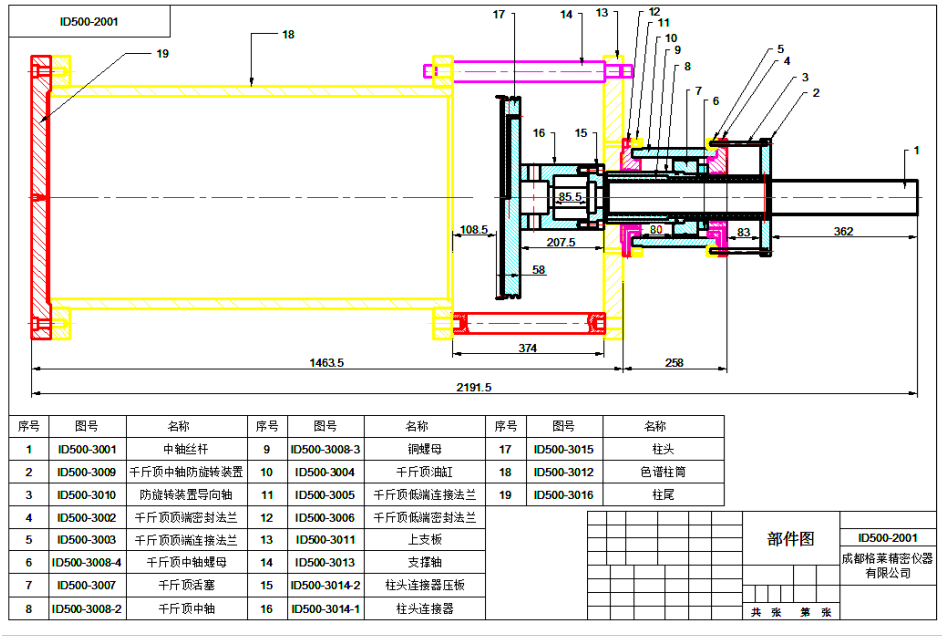 ID500-2001
17
14
13
12
11
10
9
8
7
6
5
4
3
2
1
19
18
16
15
85.5
108.5
207.5
58
80
83
362
374
1463.5
258
2191.5
序号 图号 名称 序号 图号 名称 序号 图号 名称
1 ID500-3001 中轴丝杆 9 ID500-3008-3 铜螺母 17 ID500-3015 柱头
2 ID500-3009 千斤顶中轴防旋转装置 10 ID500-3004 千斤顶油缸 18 ID500-3012 色谱柱筒
3 ID500-3010 防旋转装置导向轴 11 ID500-3005 千斤顶低端连接法兰 19 ID500-3016 柱尾
4 ID500-3002 千斤顶顶端密封法兰 12 ID500-3006 千斤顶低端密封法兰
5 ID500-3003 千斤顶顶端连接法兰 13 ID500-3011 上支板
6 ID500-3008-4 千斤顶中轴螺母 14 ID500-3013 支撑轴
7 ID500-3007 千斤顶活塞 15 ID500-3014-2 柱头连接器压板
8 ID500-3008-2 千斤顶中轴 16 ID500-3014-1 柱头连接器
部件图
ID500-2001
成都格莱精密仪器
有限公司
共 张 第 张